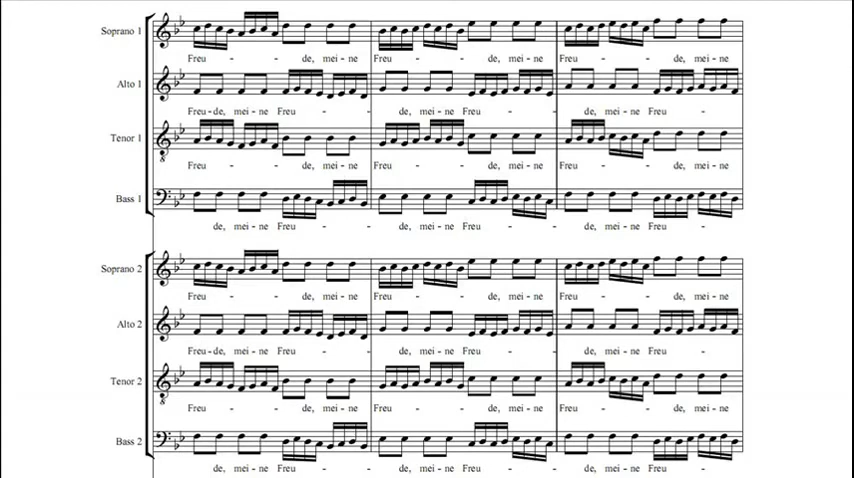 Soprano 1
Freu - - de, mei - ne Freu - - de, mei - ne Freu - - de, mei - ne
Alto 1
Freu - de, mei - ne Freu - - de, mei - ne Freu - - de, mei - ne Freu - -
Tenor 1
Freu - - de, mei - ne Freu - - de, mei - ne Freu - - de, mei - ne
Bass 1
de, mei - ne Freu - - de, mei - ne Freu - - de, mei - ne Freu - -
Soprano 2
Freu - - de, mei - ne Freu - - de, mei - ne Freu - - de, mei - ne
Alto 2
Freu - de, mei - ne Freu - - de, mei - ne Freu - - de, mei - ne Freu - -
Tenor 2
Freu - - de, mei - ne Freu - - de, mei - ne Freu - - de, mei - ne
Bass 2
de, mei - ne Freu - - de, mei - ne Freu - - de, mei - ne Freu - -